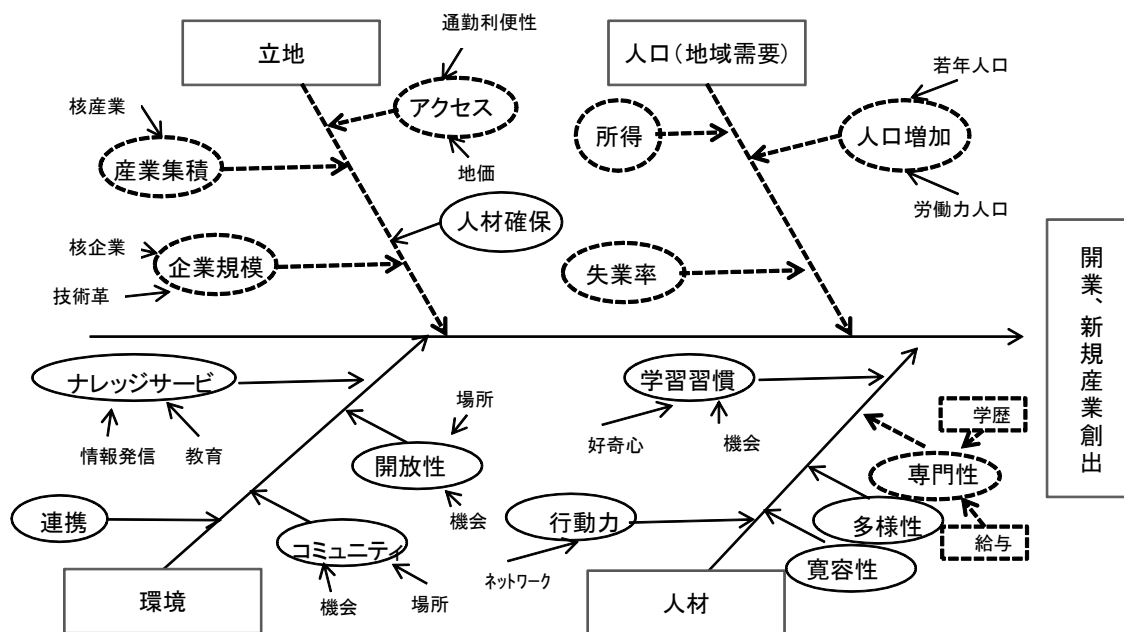 通勤利便性
立地
人口（地域需要）
若年人口
核産業
アクセス
所得
人口増加
産業集積
地価
人材確保
労働力人口
核企業
企業規模
失業率
技術革
開業、新規産業創出
ナレッジサービ
学習習慣
場所
学歴
情報発信
教育
好奇心
機会
開放性
専門性
連携
機会
行動力
多様性
給与
コミュニティ
寛容性
ネットワーク
環境
機会
場所
人材